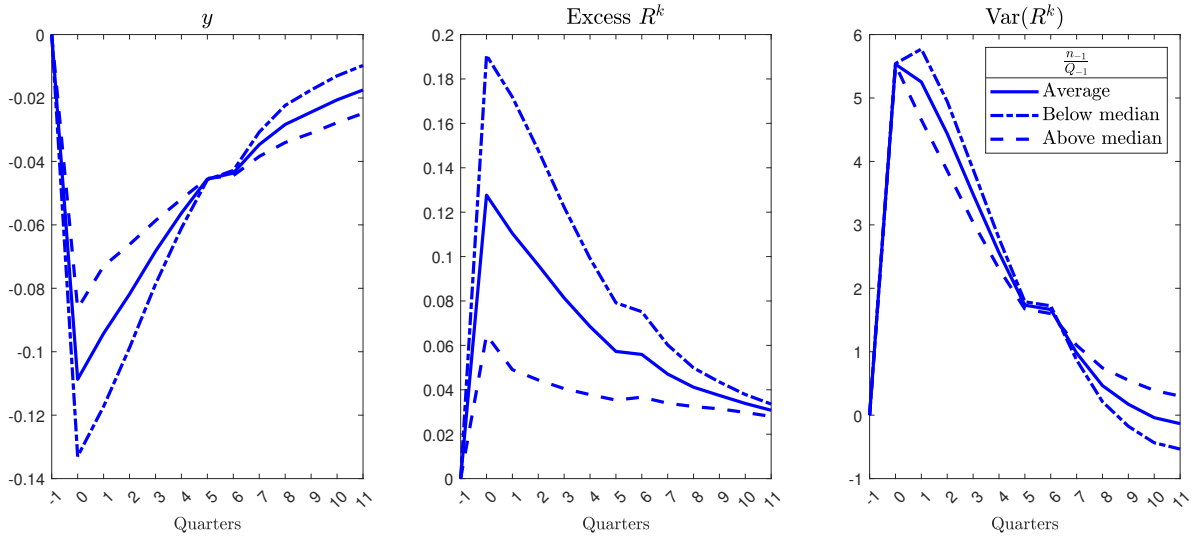 y
0
-0.02
-0.04
-0.06
-0.08
-0.1
-0.12
-0.14
-1 0 1 2 3 4 5 6 7 8 9 10 11
Quarters
Excess R^k
0.2
0.18
0.16
0.14
0.12
0.1
0.08
0.06
0.04
0.02
0
-1 0 1 2 3 4 5 6 7 8 9 10 11
Quarters
Var(R^k)
6
5
4
3
2
1
0
-1
n_{-1}
Q_{-1}
Average
Below median
Above median
-1 0 1 2 3 4 5 6 7 8 9 10 11
Quarters